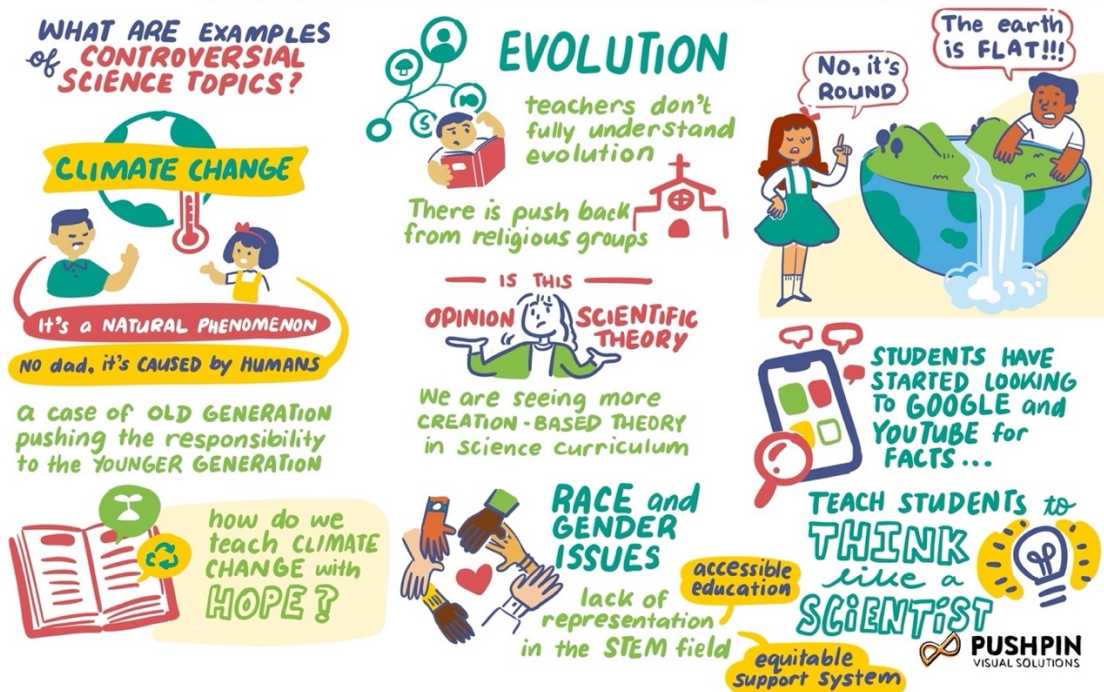 WHAT ARE EXAMPLES
of CONTROVERSIAL
SCIENCE TOPICS?
CLIMATE CHANGE
IT'S a NATURAL PHENOMENON
NO dad, it's CAUSED by HUMANS
a case of OLD GENERATION
pushing the responsibility
to the YOUNGER GENERATION
how do we
teach CLIMATE
CHANGE with
HOPE?
EVOLUTION
teachers don't
fully understand
evolution
There is push back
from religious groups
IS THIS
OPINION
SCIENTIFIC
THEORY
We are seeing more
CREATION-BASED THEORY
in science curriculum
RACE and
GENDER
ISSUES
lack of
representation
in the STEM field
accessible
education
equitable
support system
The earth
is FLAT!!!
No, it's
ROUND
STUDENTS HAVE
STARTED LOOKING
TO GOOGLE and
YOUTUBE for
FACTS...
TEACH STUDENTS to
THINK
like a
SCIENTIST
PUSHPIN
VISUAL SOLUTIONS